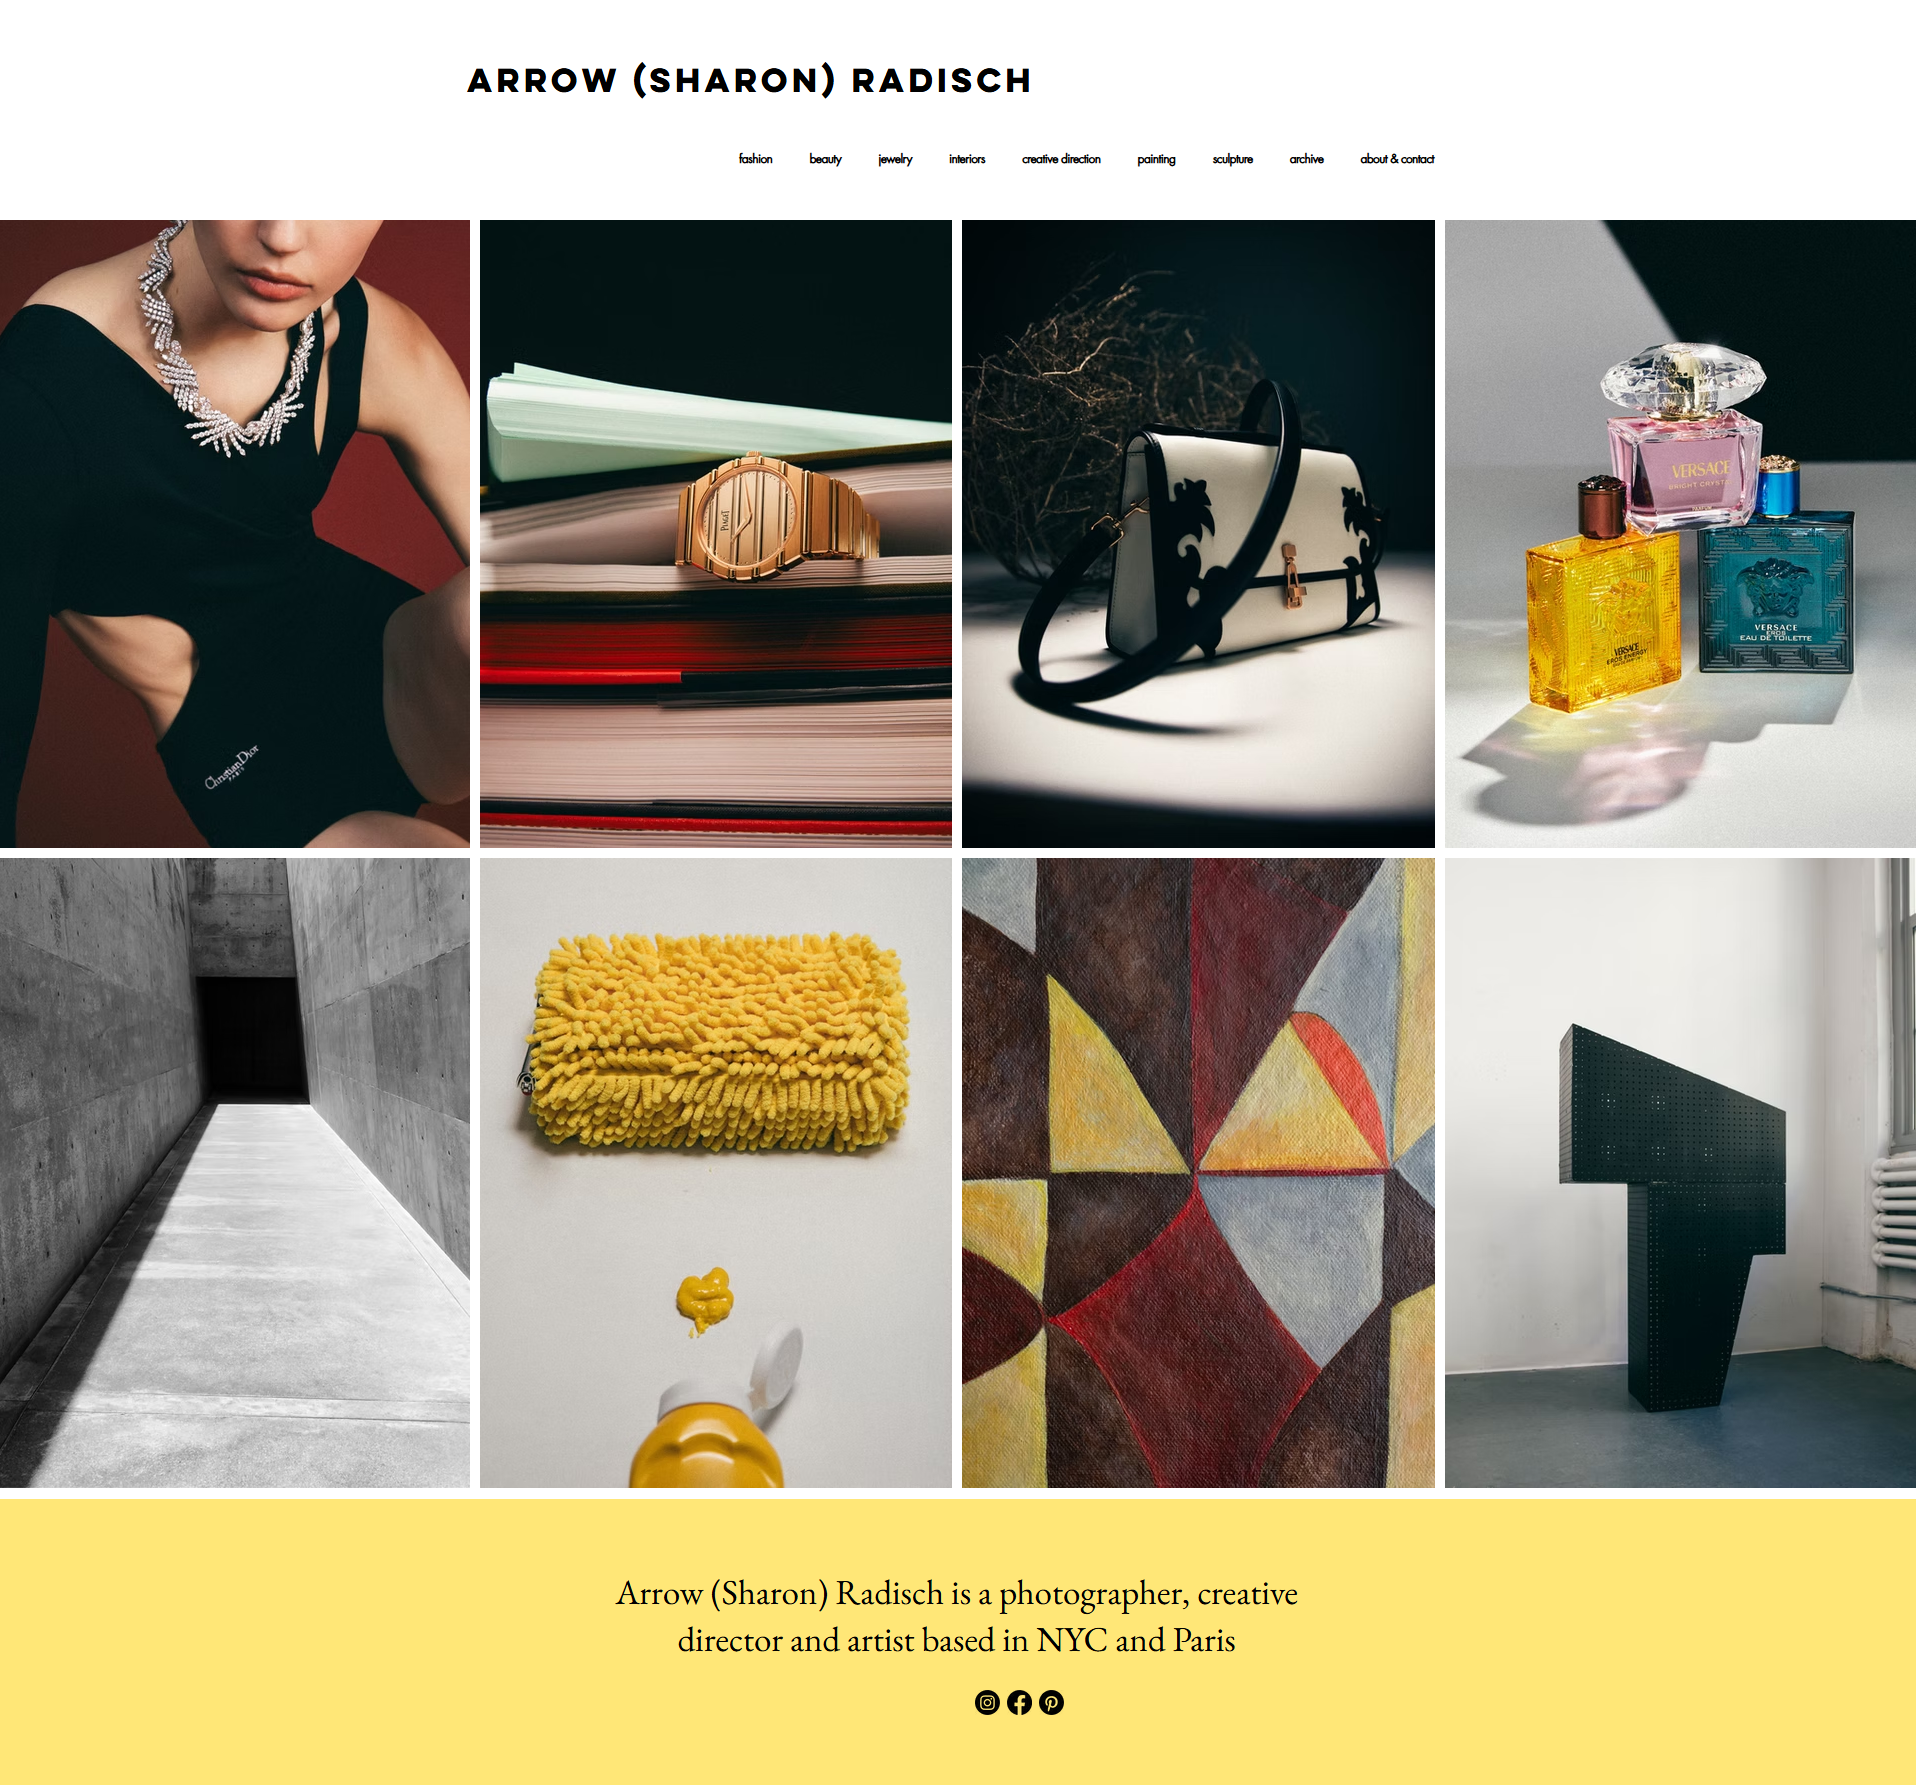 ARROW (SHARON) RADISCH
fashion beauty jewelry interiors creative direction painting sculpture archive about & contact
Christian Dior
PARIS
PIAGET
VERSACE
BRIGHT CRYSTAL
PARFUM
VERSACE
EROS ENERGY
VERSACE
EROS
EAU DE TOILETTE
Arrow (Sharon) Radisch is a photographer, creative
director and artist based in NYC and Paris